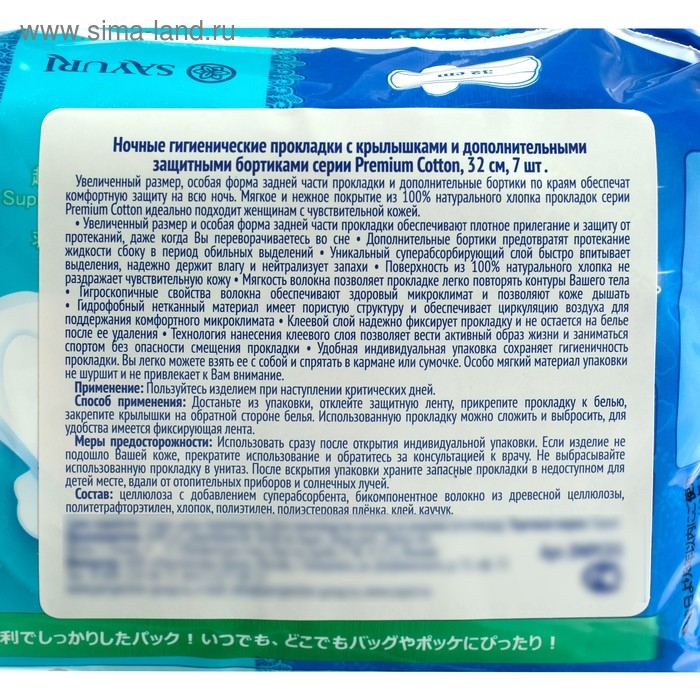 www.sima-land.ru
SAYURI
32 cm
Sup
Ночные гигиенические прокладки с крылышками и дополнительными
защитными бортиками серии Premium Cotton, 32 см, 7 шт.
Увеличенный размер, особая форма задней части прокладки и дополнительные бортики по краям обеспечат
комфортную защиту на всю ночь. Мягкое и нежное покрытие из 100% натурального хлопка прокладок серии
Premium Cotton идеально подходит женщинам с чувствительной кожей.
• Увеличенный размер и особая форма задней части прокладки обеспечивают плотное прилегание и защиту от
протеканий, даже когда Вы переворачиваетесь во сне • Дополнительные бортики предотвратят протекание
жидкости сбоку в период обильных выделений • Уникальный суперабсорбирующий слой быстро впитывает
выделения, надежно держит влагу и нейтрализует запахи • Поверхность из 100% натурального хлопка не
раздражает чувствительную кожу • Мягкость волокна позволяет прокладке легко повторять контуры Вашего тела
• Гигроскопичные свойства волокна обеспечивают здоровый микроклимат и позволяют коже дышать
• Гидрофобный нетканный материал имеет пористую структуру и обеспечивает циркуляцию воздуха для
поддержания комфортного микроклимата • Клеевой слой надежно фиксирует прокладку и не остается на белье
после ее удаления • Технология нанесения клеевого слоя позволяет вести активный образ жизни и заниматься
спортом без опасности смещения прокладки • Удобная индивидуальная упаковка сохраняет гигиеничность
прокладки. Вы легко можете взять ее с собой и спрятать в кармане или сумочке. Особо мягкий материал упаковки
не шуршит и не привлекает к Вам внимание.
Применение: Пользуйтесь изделием при наступлении критических дней.
Способ применения: Достаньте из упаковки, отклейте защитную ленту, прикрепите прокладку к белью,
закрепите крылышки на обратной стороне белья. Использованную прокладку можно сложить и выбросить, для
удобства имеется фиксирующая лента.
Меры предосторожности: Использовать сразу после открытия индивидуальной упаковки. Если изделие не
подошло Вашей коже, прекратите использование и обратитесь за консультацией к врачу. Не выбрасывайте
использованную прокладку в унитаз. После вскрытия упаковки храните запасные прокладки в недоступном для
детей месте, вдали от отопительных приборов и солнечных лучей.
Состав: целлюлоза с добавлением суперабсорбента, бикомпонентное волокно из древесной целлюлозы,
политетрафторэтилен, хлопок, полиэтилен, полиэстеровая плёнка, клей, каучук.
利でしっかりしたパック！いつでも、どこでもバッグやポッケにぴったり！